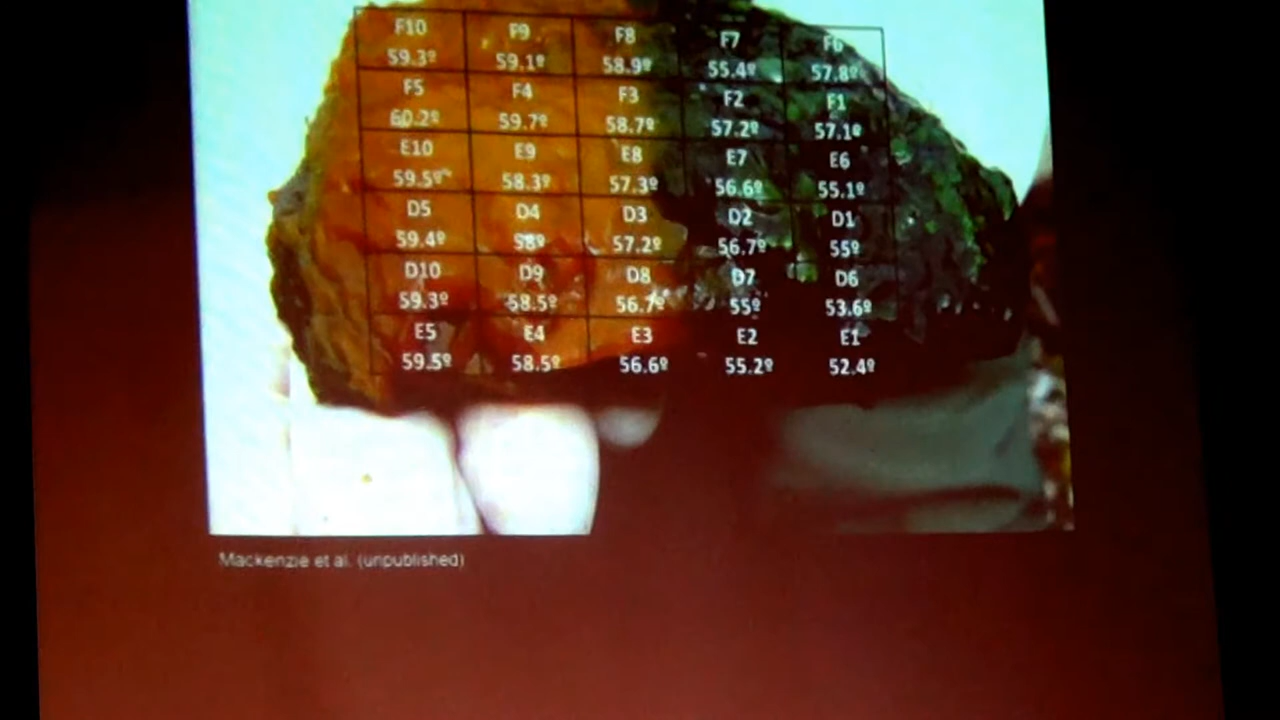 F10 F9 F8 F7 F6
59.3º 59.1º 58.9º 55.4º 57.8º
F5 F4 F3 F2 F1
60.2º 59.7º 58.7º 57.2º 57.1º
E10 E9 E8 E7 E6
59.5º 58.3º 57.3º 56.6º 55.1º
D5 D4 D3 D2 D1
59.4º 58º 57.2º 56.7º 55º
D10 D9 D8 D7 D6
59.3º 58.5º 56.7º 55º 53.6º
E5 E4 E3 E2 E1
59.5º 58.5º 56.6º 55.2º 52.4º
Mackenzie et al. (unpublished)